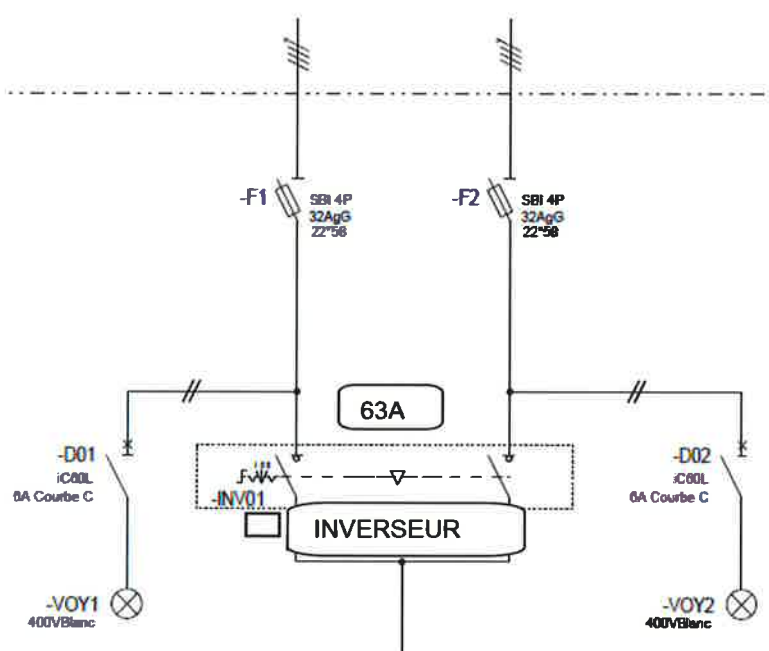 -F1
SBI 4P
32AgG
22*58
-F2
SBI 4P
32AgG
22*58
63A
-D01
iC60L
6A Courbe C
-INV01
INVERSEUR
-D02
iC60L
6A Courbe C
-VOY1
400VBlanc
-VOY2
400VBlanc